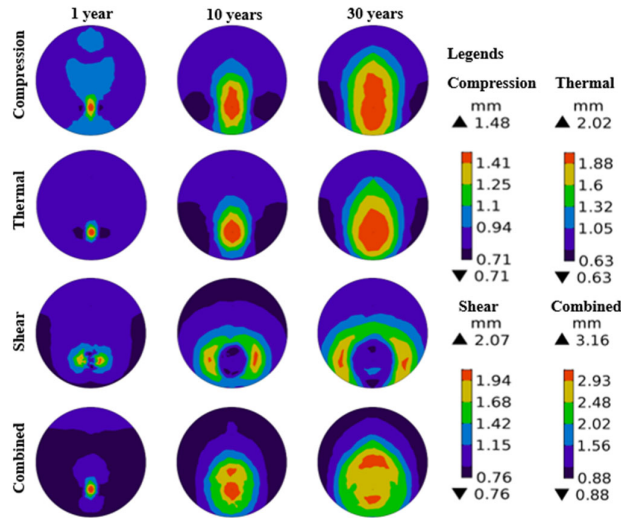 1 year 10 years 30 years
Compression
Thermal
Shear
Combined
Legends
Compression Thermal
mm mm
▲ 1.48 ▲ 2.02
1.41 1.88
1.25 1.6
1.1 1.32
0.94 1.05
0.71 0.63
▼ 0.71 ▼ 0.63
Shear Combined
mm mm
▲ 2.07 ▲ 3.16
1.94 2.93
1.68 2.48
1.42 2.02
1.15 1.56
0.76 0.88
▼ 0.76 ▼ 0.88